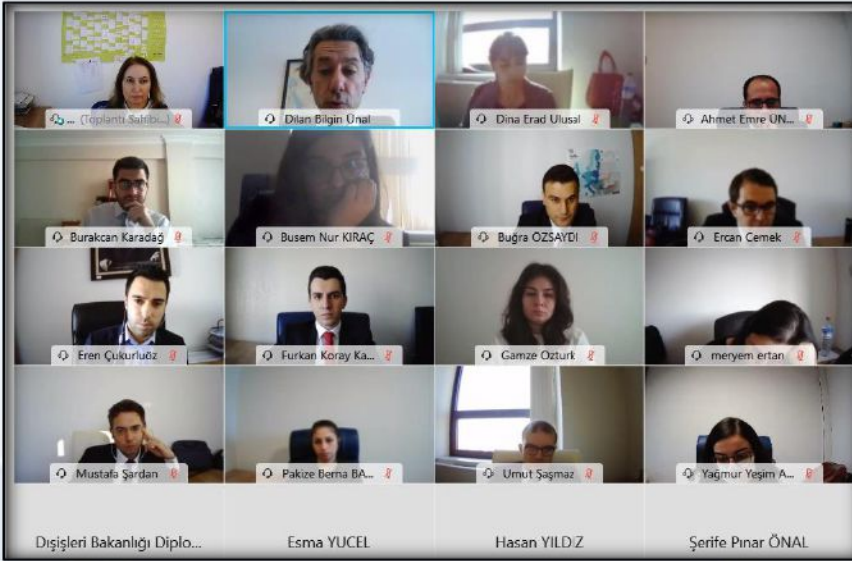 ... (Toplantı Sahibi...)
Dilan Bilgin Ünal
Dina Erad Ulusal
Ahmet Emre ÜN...
Burakcan Karadağ
Busem Nur KIRAÇ
Buğra ÖZSAYDI
Ercan Cemek
Eren Çukurluöz
Furkan Koray Ka...
Gamze Ozturk
meryem ertan
Mustafa Şardan
Pakize Berna BA...
Umut Şaşmaz
Yağmur Yeşim A...
Dışişleri Bakanlığı Diplo...
Esma YUCEL
Hasan YILDIZ
Şerife Pınar ÖNAL